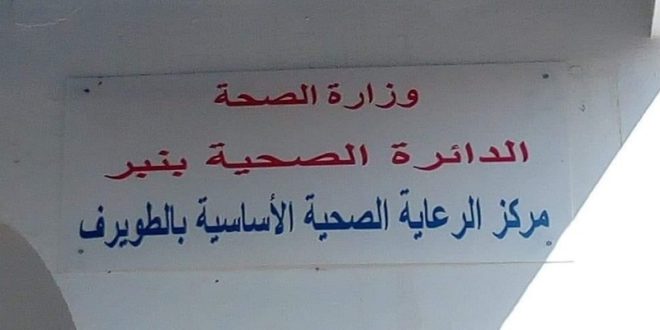 وزارة الصحة
الدائرة الصحية بنبر
مركز الرعاية الصحية الأساسية بالطويرف